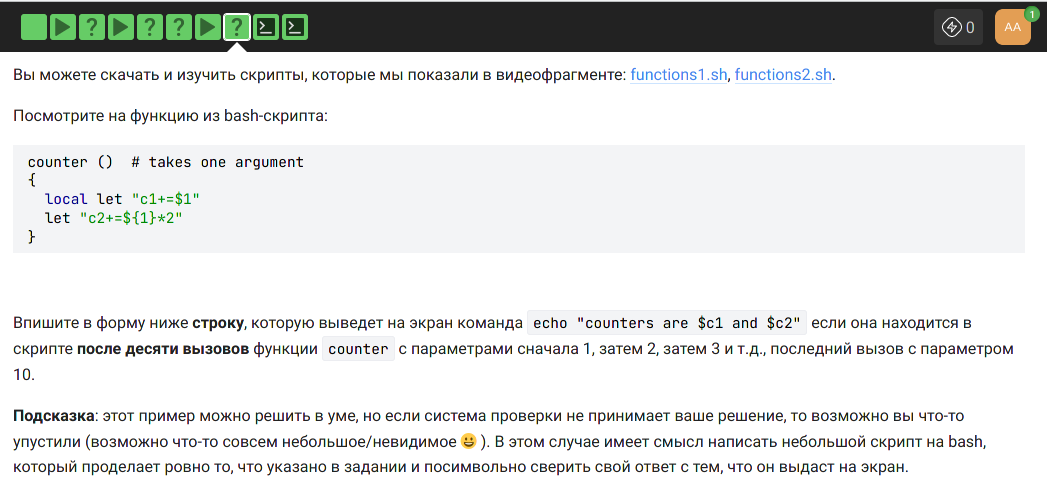 0
AA
1
Вы можете скачать и изучить скрипты, которые мы показали в видеофрагменте: functions1.sh, functions2.sh.
Посмотрите на функцию из bash-скрипта:
counter ()  # takes one argument
{
  local let "c1+=$1"
  let "c2+=${1}*2"
}
Впишите в форму ниже строку, которую выведет на экран команда echo "counters are $c1 and $c2" если она находится в
скрипте после десяти вызовов функции counter с параметрами сначала 1, затем 2, затем 3 и т.д., последний вызов с параметром
10.
Подсказка: этот пример можно решить в уме, но если система проверки не принимает ваше решение, то возможно вы что-то
упустили (возможно что-то совсем небольшое/невидимое 😀 ). В этом случае имеет смысл написать небольшой скрипт на bash,
который проделает ровно то, что указано в задании и посимвольно сверить свой ответ с тем, что он выдаст на экран.